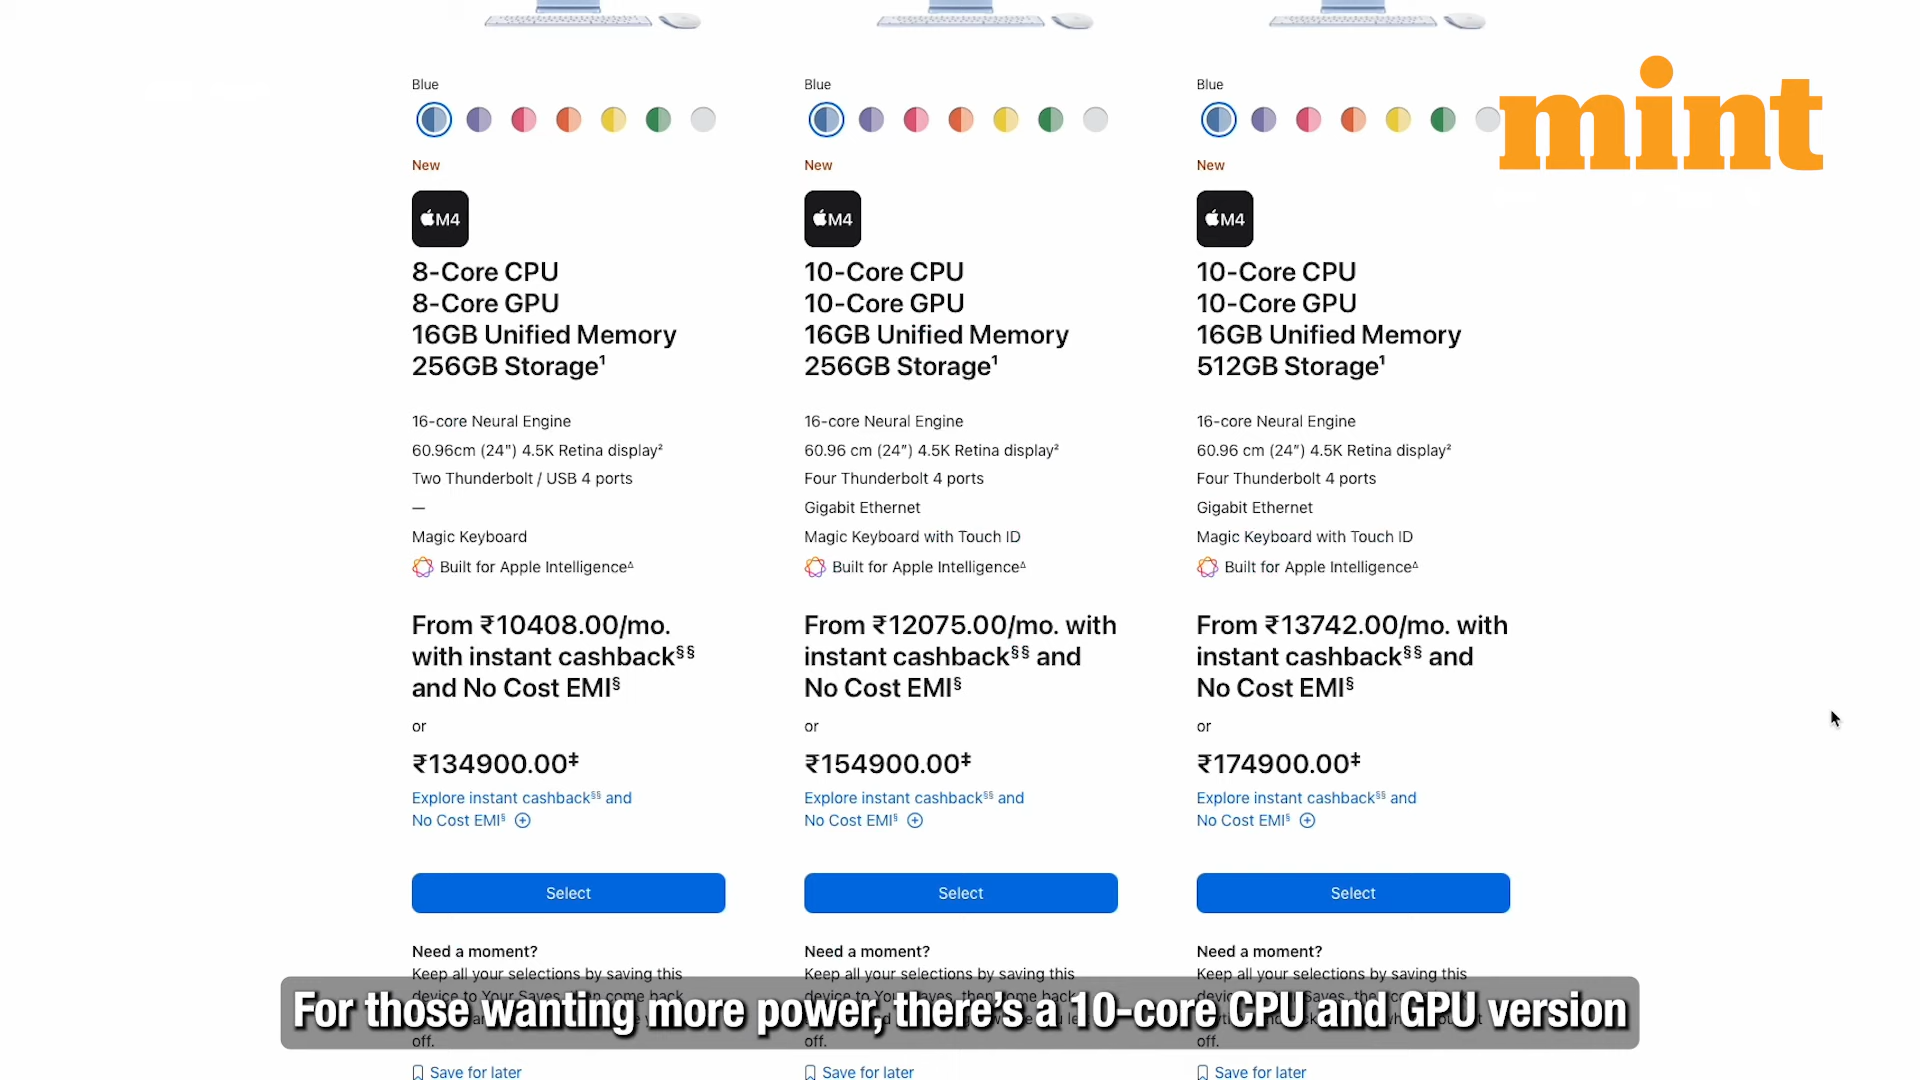 Blue
New
M4
8-Core CPU
8-Core GPU
16GB Unified Memory
256GB Storage¹
16-core Neural Engine
60.96cm (24") 4.5K Retina display²
Two Thunderbolt / USB 4 ports
—
Magic Keyboard
Built for Apple Intelligence∆
From ₹10408.00/mo.
with instant cashback§§
and No Cost EMI§
or
₹134900.00‡
Explore instant cashback§§ and
No Cost EMI§
Select
Need a moment?
Keep all your selections by saving this
off.
Save for later
Blue
New
M4
10-Core CPU
10-Core GPU
16GB Unified Memory
256GB Storage¹
16-core Neural Engine
60.96 cm (24″) 4.5K Retina display²
Four Thunderbolt 4 ports
Gigabit Ethernet
Magic Keyboard with Touch ID
Built for Apple Intelligence∆
From ₹12075.00/mo. with
instant cashback§§ and
No Cost EMI§
or
₹154900.00‡
Explore instant cashback§§ and
No Cost EMI§
Select
Need a moment?
Keep all your selections by saving this
off.
Save for later
Blue
New
M4
10-Core CPU
10-Core GPU
16GB Unified Memory
512GB Storage¹
16-core Neural Engine
60.96 cm (24″) 4.5K Retina display²
Four Thunderbolt 4 ports
Gigabit Ethernet
Magic Keyboard with Touch ID
Built for Apple Intelligence∆
From ₹13742.00/mo. with
instant cashback§§ and
No Cost EMI§
or
₹174900.00‡
Explore instant cashback§§ and
No Cost EMI§
Select
Need a moment?
Keep all your selections by saving this
off.
Save for later
mint
For those wanting more power, there's a 10-core CPU and GPU version